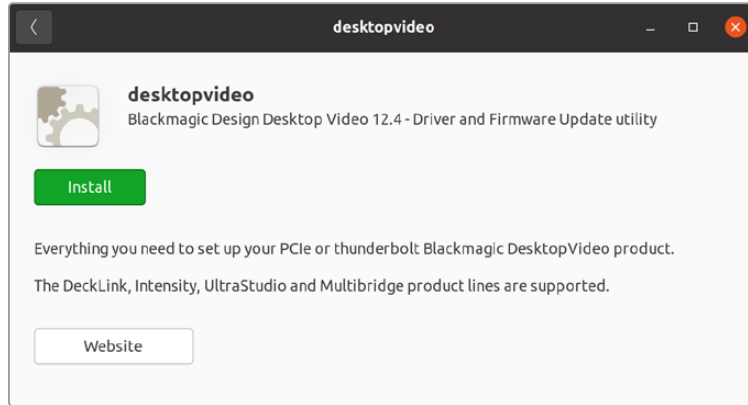 desktopvideo
desktopvideo
Blackmagic Design Desktop Video 12.4 - Driver and Firmware Update utility
Install
Everything you need to set up your PCIe or thunderbolt Blackmagic DesktopVideo product.
The DeckLink, Intensity, UltraStudio and Multibridge product lines are supported.
Website